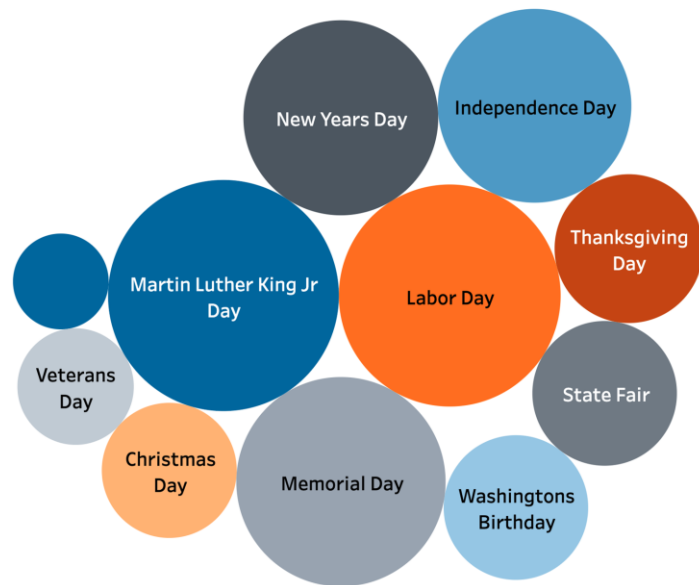 New Years Day
Independence Day
Thanksgiving
Day
Martin Luther King Jr
Day
Labor Day
Veterans
Day
State Fair
Christmas
Day
Memorial Day
Washingtons
Birthday